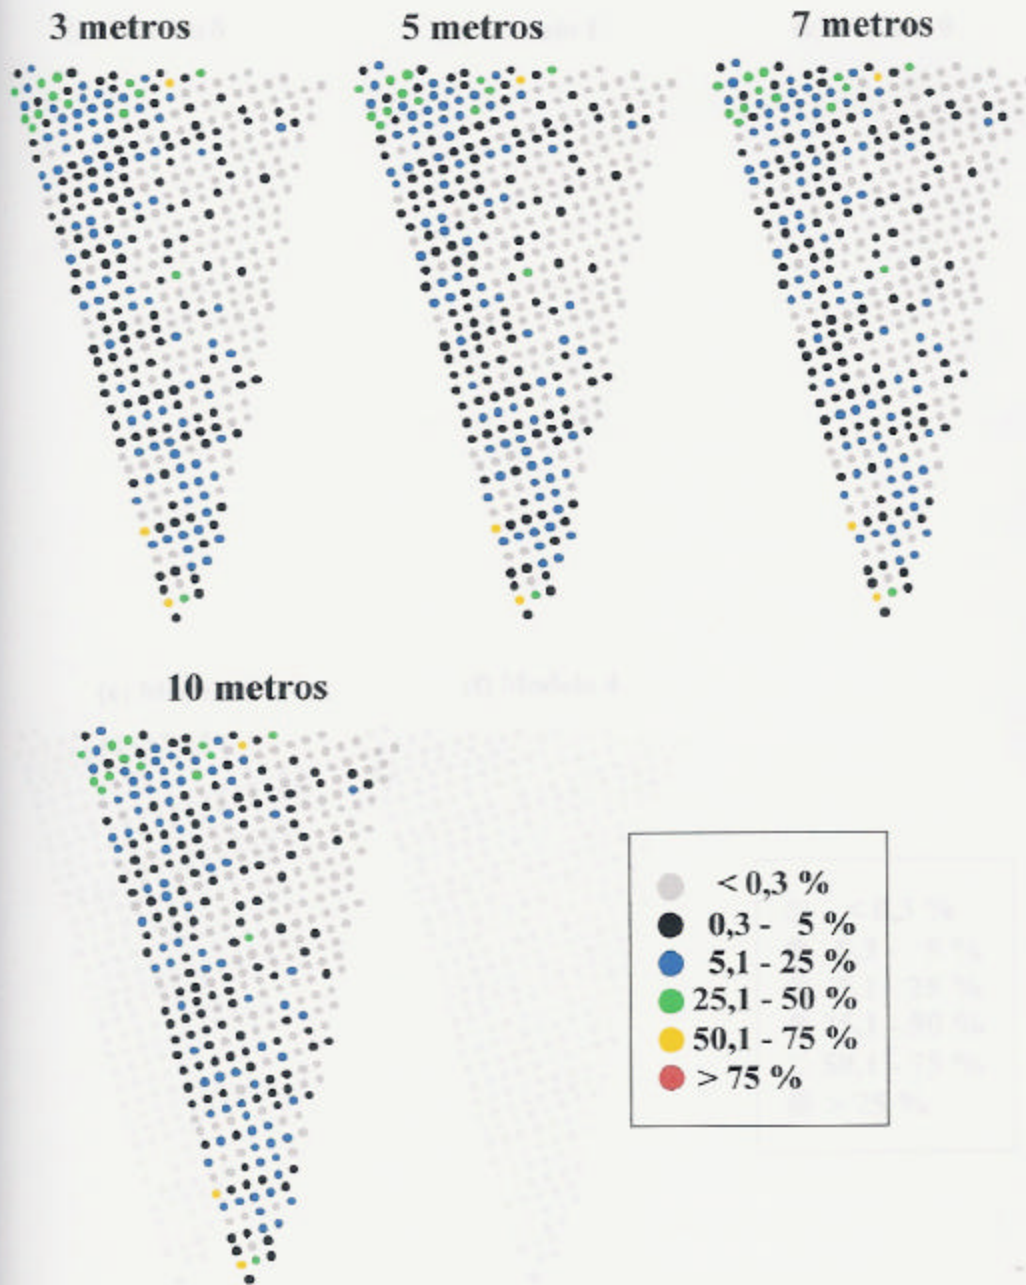 3 metros
5 metros
7 metros
10 metros
< 0,3 %
0,3 - 5 %
5,1 - 25 %
25,1 - 50 %
50,1 - 75 %
> 75 %